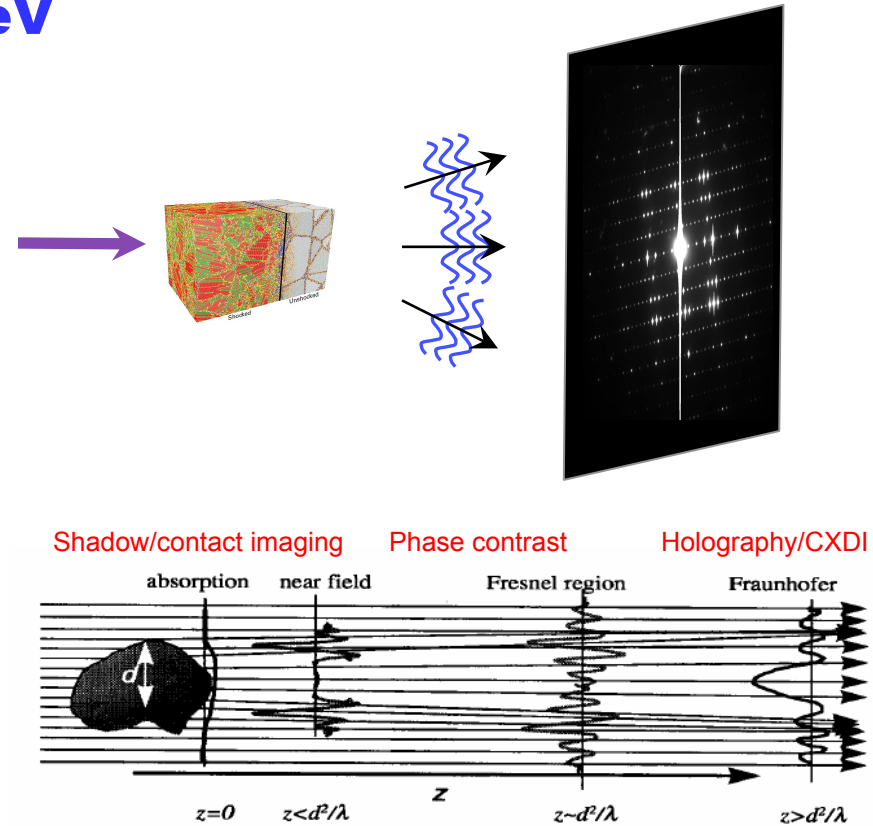 eV
Shocked
Unshocked
Shadow/contact imaging Phase contrast Holography/CXDI
absorption near field Fresnel region Fraunhofer
d
z
z=0 z<d²/λ z~d²/λ z>d²/λ